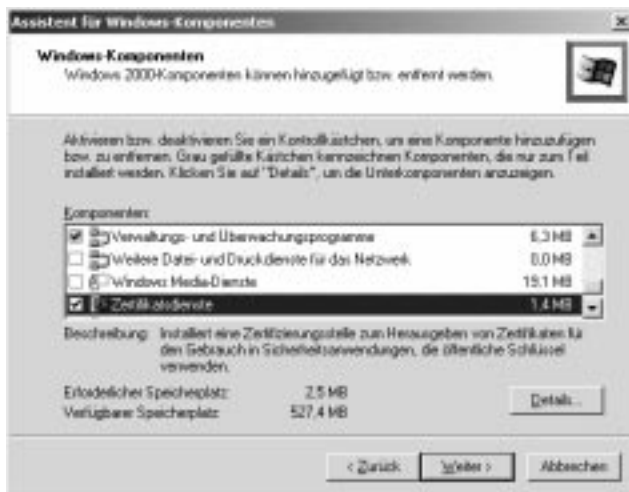 Assistent für Windows-Komponenten
Windows-Komponenten
Windows 2000-Komponenten können hinzugefügt bzw. entfernt werden.
Aktivieren bzw. deaktivieren Sie ein Kontrollkästchen, um eine Komponente hinzuzufügen
bzw. zu entfernen. Grau gefüllte Kästchen kennzeichnen Komponenten, die nur zum Teil
installiert werden. Klicken Sie auf "Details", um die Unterkomponenten anzuzeigen.
Komponenten:
Verwaltungs- und Überwachungsprogramme 6,3 MB
Weitere Datei- und Druckdienste für das Netzwerk 0,0 MB
Windows Media-Dienste 19,1 MB
Zertifikatsdienste 1,4 MB
Beschreibung: Installiert eine Zertifizierungsstelle zum Herausgeben von Zertifikaten für
den Gebrauch in Sicherheitsanwendungen, die öffentliche Schlüssel
verwenden.
Erforderlicher Speicherplatz: 2,5 MB
Verfügbarer Speicherplatz: 527,4 MB
Details...
< Zurück Weiter > Abbrechen